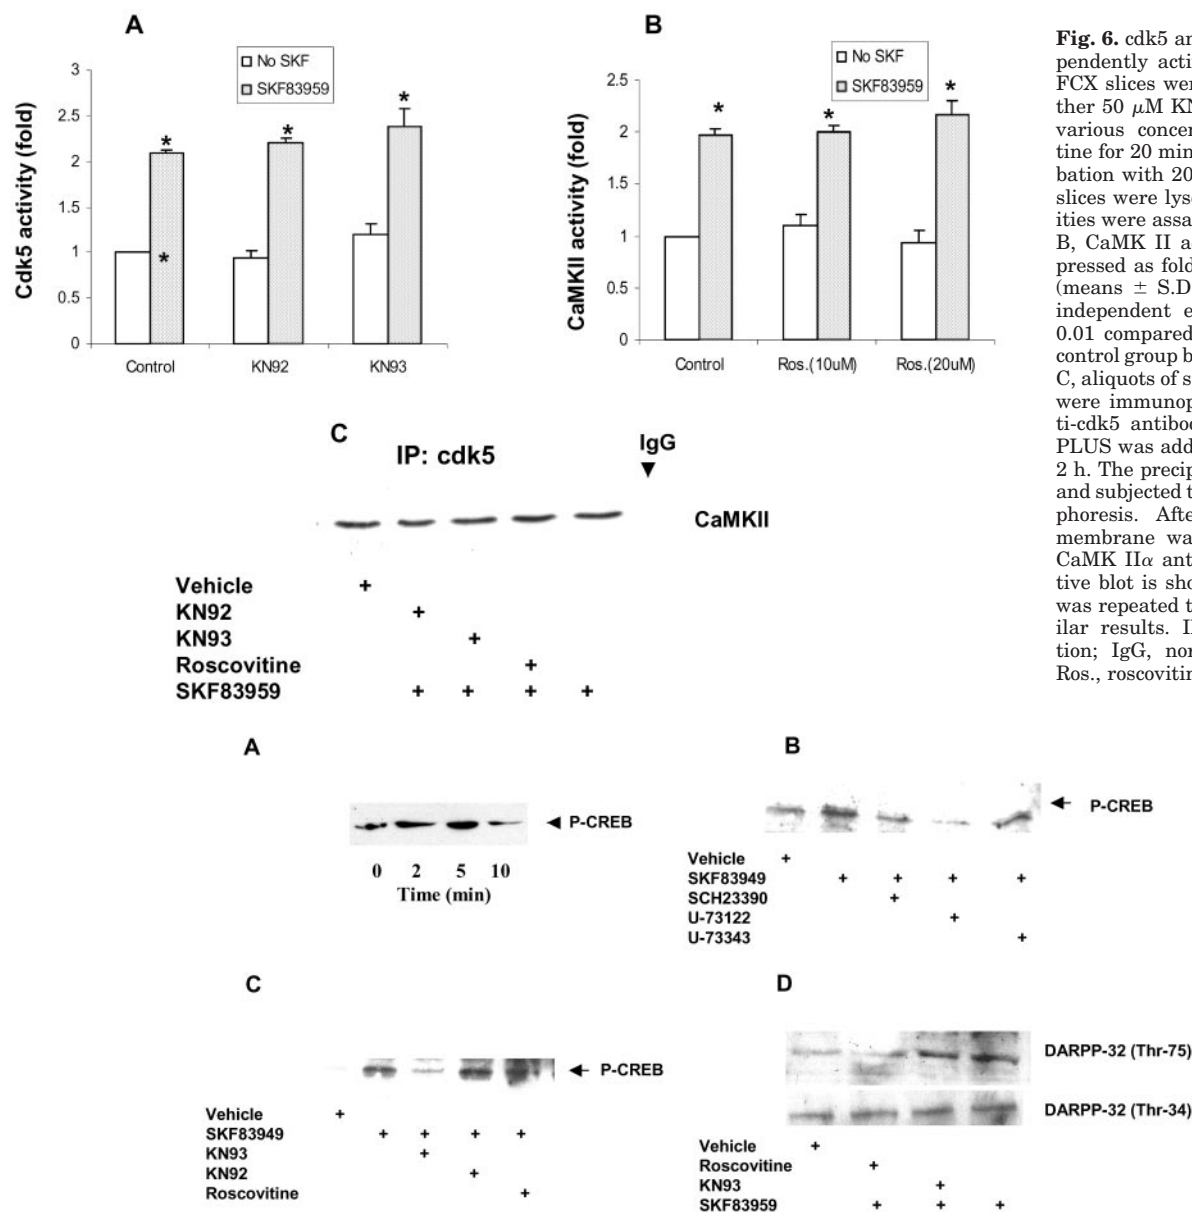 A
No SKF
SKF83959
Cdk5 activity (fold)
3
2.5
2
1.5
1
0.5
0
*
*
*
*
Control
KN92
KN93
B
No SKF
SKF83959
CaMKII activity (fold)
2.5
2
1.5
1
0.5
0
*
*
*
Control
Ros.(10uM)
Ros.(20uM)
Fig. 6. cdk5 an
pendently activ
FCX slices wer
ther 50 μM KN
various concen
tine for 20 min
bation with 20
slices were lyse
ities were assa
B, CaMK II a
pressed as fold
(means ± S.D
independent e
0.01 compared
control group b
C, aliquots of s
were immunop
ti-cdk5 antiboc
PLUS was add
2 h. The precip
and subjected t
phoresis. Afte
membrane wa
CaMK IIα ant
tive blot is sho
was repeated t
ilar results. II
tion; IgG, nor
Ros., roscovitin
C
IP: cdk5
IgG
CaMKII
Vehicle +
KN92 +
KN93 +
Roscovitine +
SKF83959 + + + +
A
P-CREB
0 2 5 10
Time (min)
B
P-CREB
Vehicle +
SKF83949 + + + +
SCH23390 +
U-73122 +
U-73343 +
C
P-CREB
Vehicle +
SKF83949 + + + +
KN93 +
KN92 +
Roscovitine +
D
DARPP-32 (Thr-75)
DARPP-32 (Thr-34)
Vehicle +
Roscovitine +
KN93 +
SKF83959 + + +